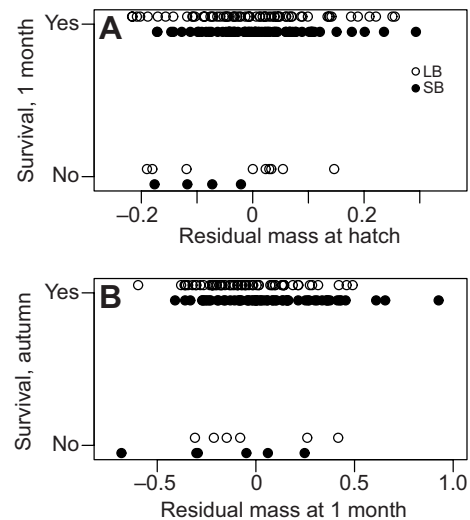 A
Yes
No
Survival, 1 month
LB
SB
–0.2 0 0.2
Residual mass at hatch
B
Yes
No
Survival, autumn
–0.5 0 0.5 1.0
Residual mass at 1 month